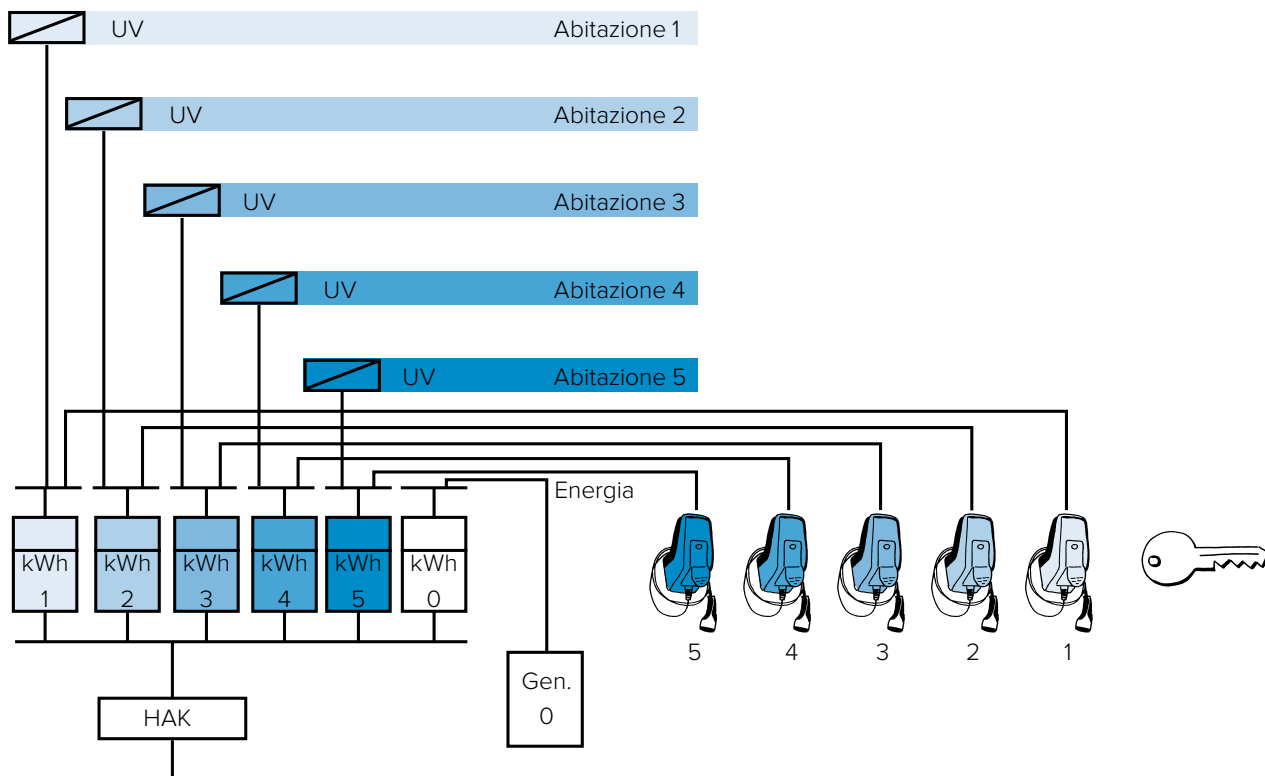 UV Abitazione 1
UV Abitazione 2
UV Abitazione 3
UV Abitazione 4
UV Abitazione 5
Energia
kWh kWh kWh kWh kWh kWh
1 2 3 4 5 0
5 4 3 2 1
Gen.
0
HAK